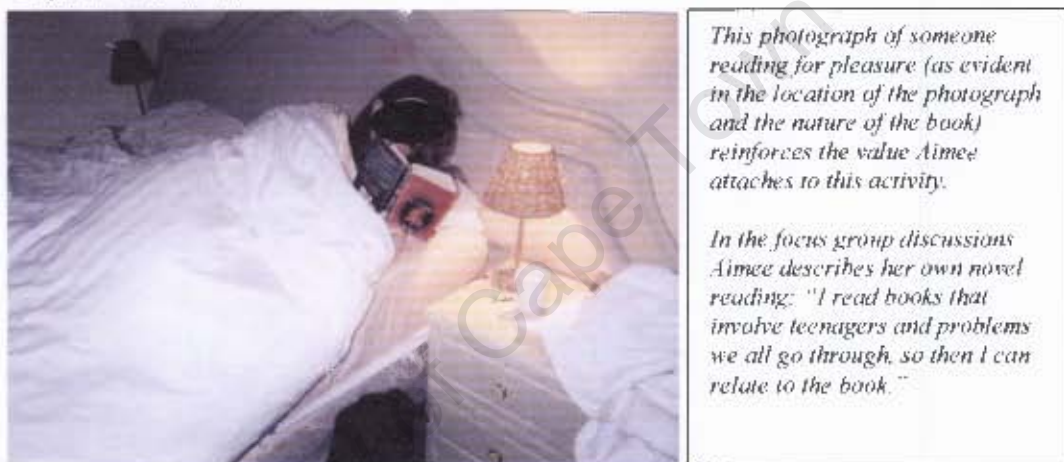 This photograph of someone
reading for pleasure (as evident
in the location of the photograph
and the nature of the book)
reinforces the value Aimee
attaches to this activity.
In the focus group discussions
Aimee describes her own novel
reading: "I read books that
involve teenagers and problems
we all go through, so then I can
relate to the book."
Cape Town